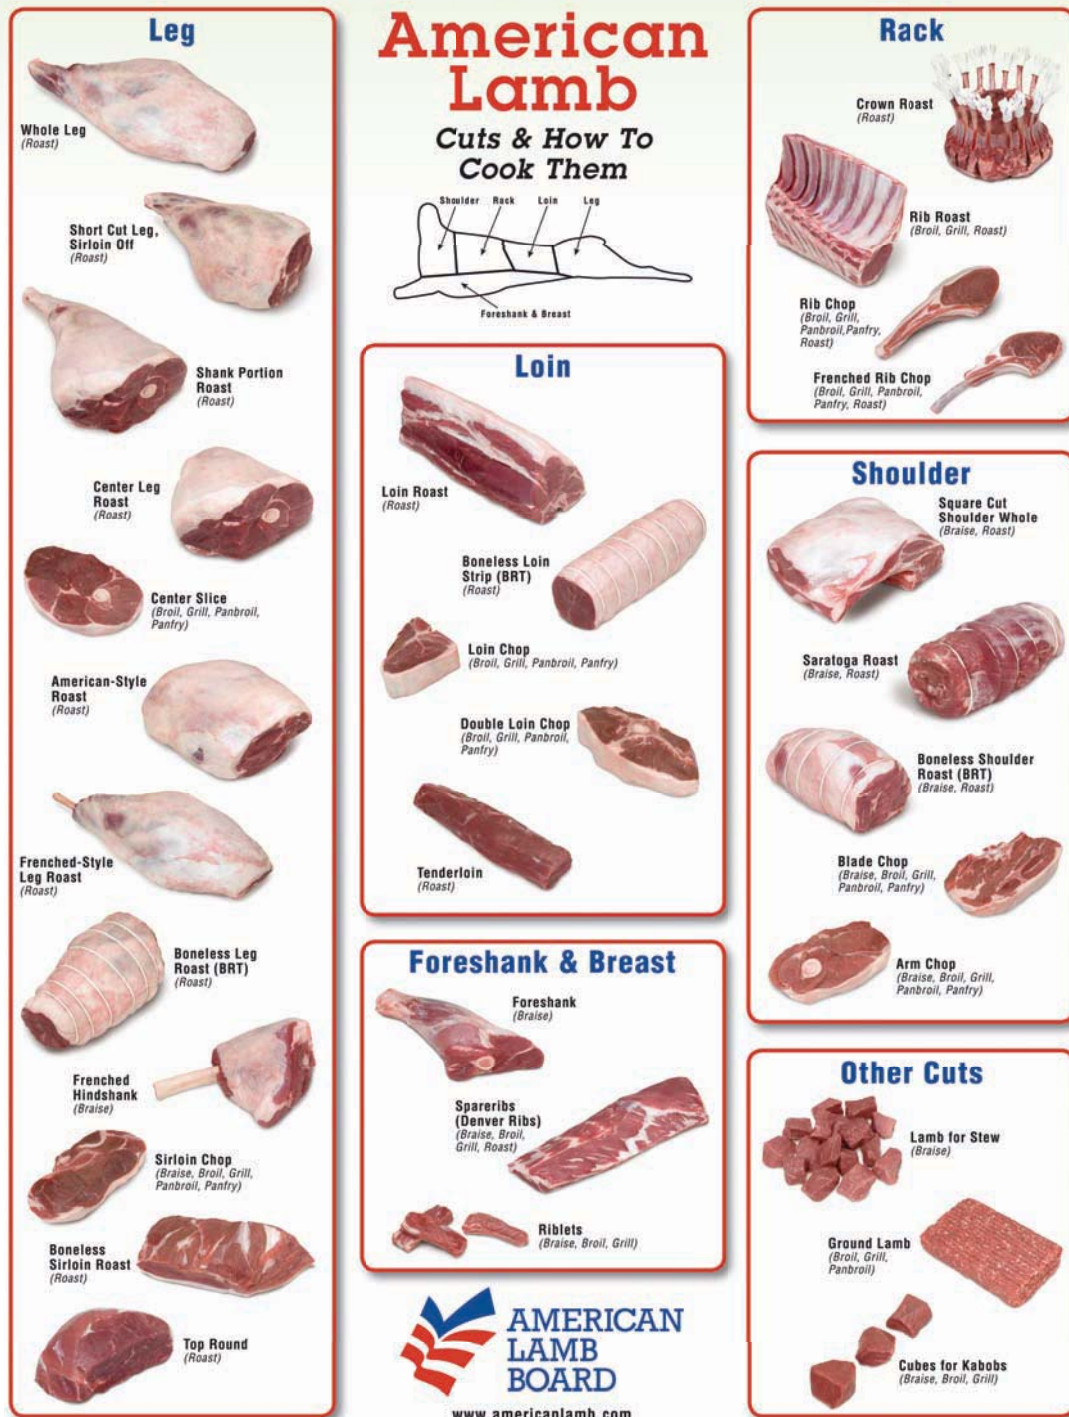 American
Lamb
Cuts & How To
Cook Them
Shoulder Rack Loin Leg
Foreshank & Breast
Leg
Whole Leg
(Roast)
Short Cut Leg,
Sirloin Off
(Roast)
Shank Portion
Roast
(Roast)
Center Leg
Roast
(Roast)
Center Slice
(Broil, Grill, Panbroil,
Panfry)
American-Style
Roast
(Roast)
Frenched-Style
Leg Roast
(Roast)
Boneless Leg
Roast (BRT)
(Roast)
Frenched
Hindshank
(Braise)
Sirloin Chop
(Braise, Broil, Grill,
Panbroil, Panfry)
Boneless
Sirloin Roast
(Roast)
Top Round
(Roast)
Loin
Loin Roast
(Roast)
Boneless Loin
Strip (BRT)
(Roast)
Loin Chop
(Broil, Grill, Panbroil, Panfry)
Double Loin Chop
(Broil, Grill, Panbroil,
Panfry)
Tenderloin
(Roast)
Foreshank & Breast
Foreshank
(Braise)
Spareribs
(Denver Ribs)
(Braise, Broil,
Grill, Roast)
Riblets
(Braise, Broil, Grill)
AMERICAN
LAMB
BOARD
www.americanlamb.com
Rack
Crown Roast
(Roast)
Rib Roast
(Broil, Grill, Roast)
Rib Chop
(Broil, Grill,
Panbroil,Panfry,
Roast)
Frenched Rib Chop
(Broil, Grill, Panbroil,
Panfry, Roast)
Shoulder
Square Cut
Shoulder Whole
(Braise, Roast)
Saratoga Roast
(Braise, Roast)
Boneless Shoulder
Roast (BRT)
(Braise, Roast)
Blade Chop
(Braise, Broil, Grill,
Panbroil, Panfry)
Arm Chop
(Braise, Broil, Grill,
Panbroil, Panfry)
Other Cuts
Lamb for Stew
(Braise)
Ground Lamb
(Broil, Grill,
Panbroil)
Cubes for Kabobs
(Braise, Broil, Grill)